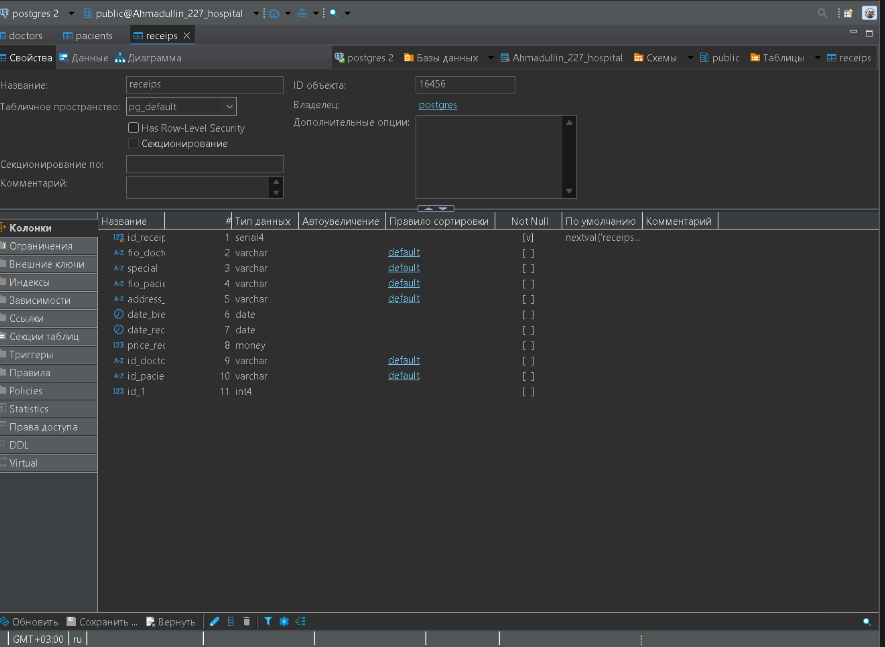 postgres 2 public@Ahmadullin_227_hospital
doctors pacients receips
Свойства Данные Диаграмма postgres 2 Базы данных Ahmadullin_227_hospital Схемы public Таблицы receips
Название: receips ID объекта: 16456
Табличное пространство: pg_default Владелец: postgres
Дополнительные опции:
Has Row-Level Security
Секционирование
Секционирование по:
Комментарий:
Название # Тип данных Автоувеличение Правило сортировки Not Null По умолчанию Комментарий
Колонки
Ограничения
Внешние ключи
Индексы
Зависимости
Ссылки
Секции таблиц
Триггеры
Правила
Policies
Statistics
Права доступа
DDL
Virtual
123 id_receip 1 serial4 [v] nextval('receips...
A-Z fio_docto 2 varchar default [ ]
A-Z special 3 varchar default [ ]
A-Z fio_pacie 4 varchar default [ ]
A-Z address_ 5 varchar default [ ]
date_bie 6 date [ ]
date_rec 7 date [ ]
123 price_rec 8 money [ ]
A-Z id_docto 9 varchar default [ ]
A-Z id_pacie 10 varchar default [ ]
123 id_1 11 int4 [ ]
Обновить Сохранить ... Вернуть
GMT+03:00 ru